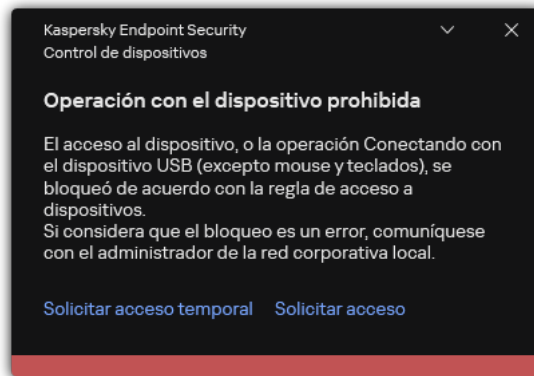 Kaspersky Endpoint Security
Control de dispositivos
Operación con el dispositivo prohibida
El acceso al dispositivo, o la operación Conectando con
el dispositivo USB (excepto mouse y teclados), se
bloqueó de acuerdo con la regla de acceso a
dispositivos.
Si considera que el bloqueo es un error, comuníquese
con el administrador de la red corporativa local.
Solicitar acceso temporal Solicitar acceso